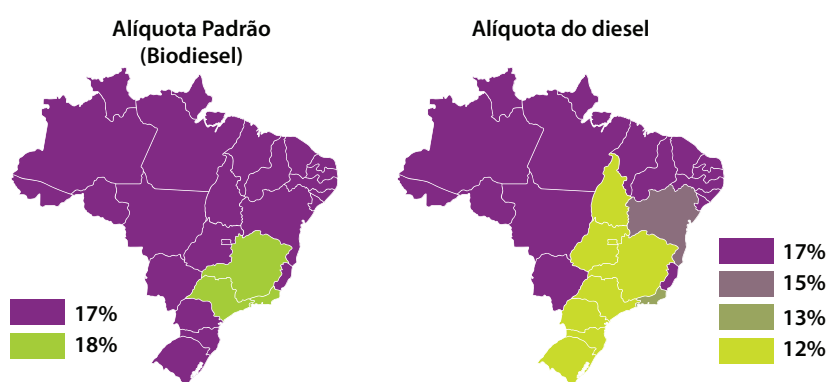 Alíquota Padrão
(Biodiesel)
17%
18%
Alíquota do diesel
17%
15%
13%
12%